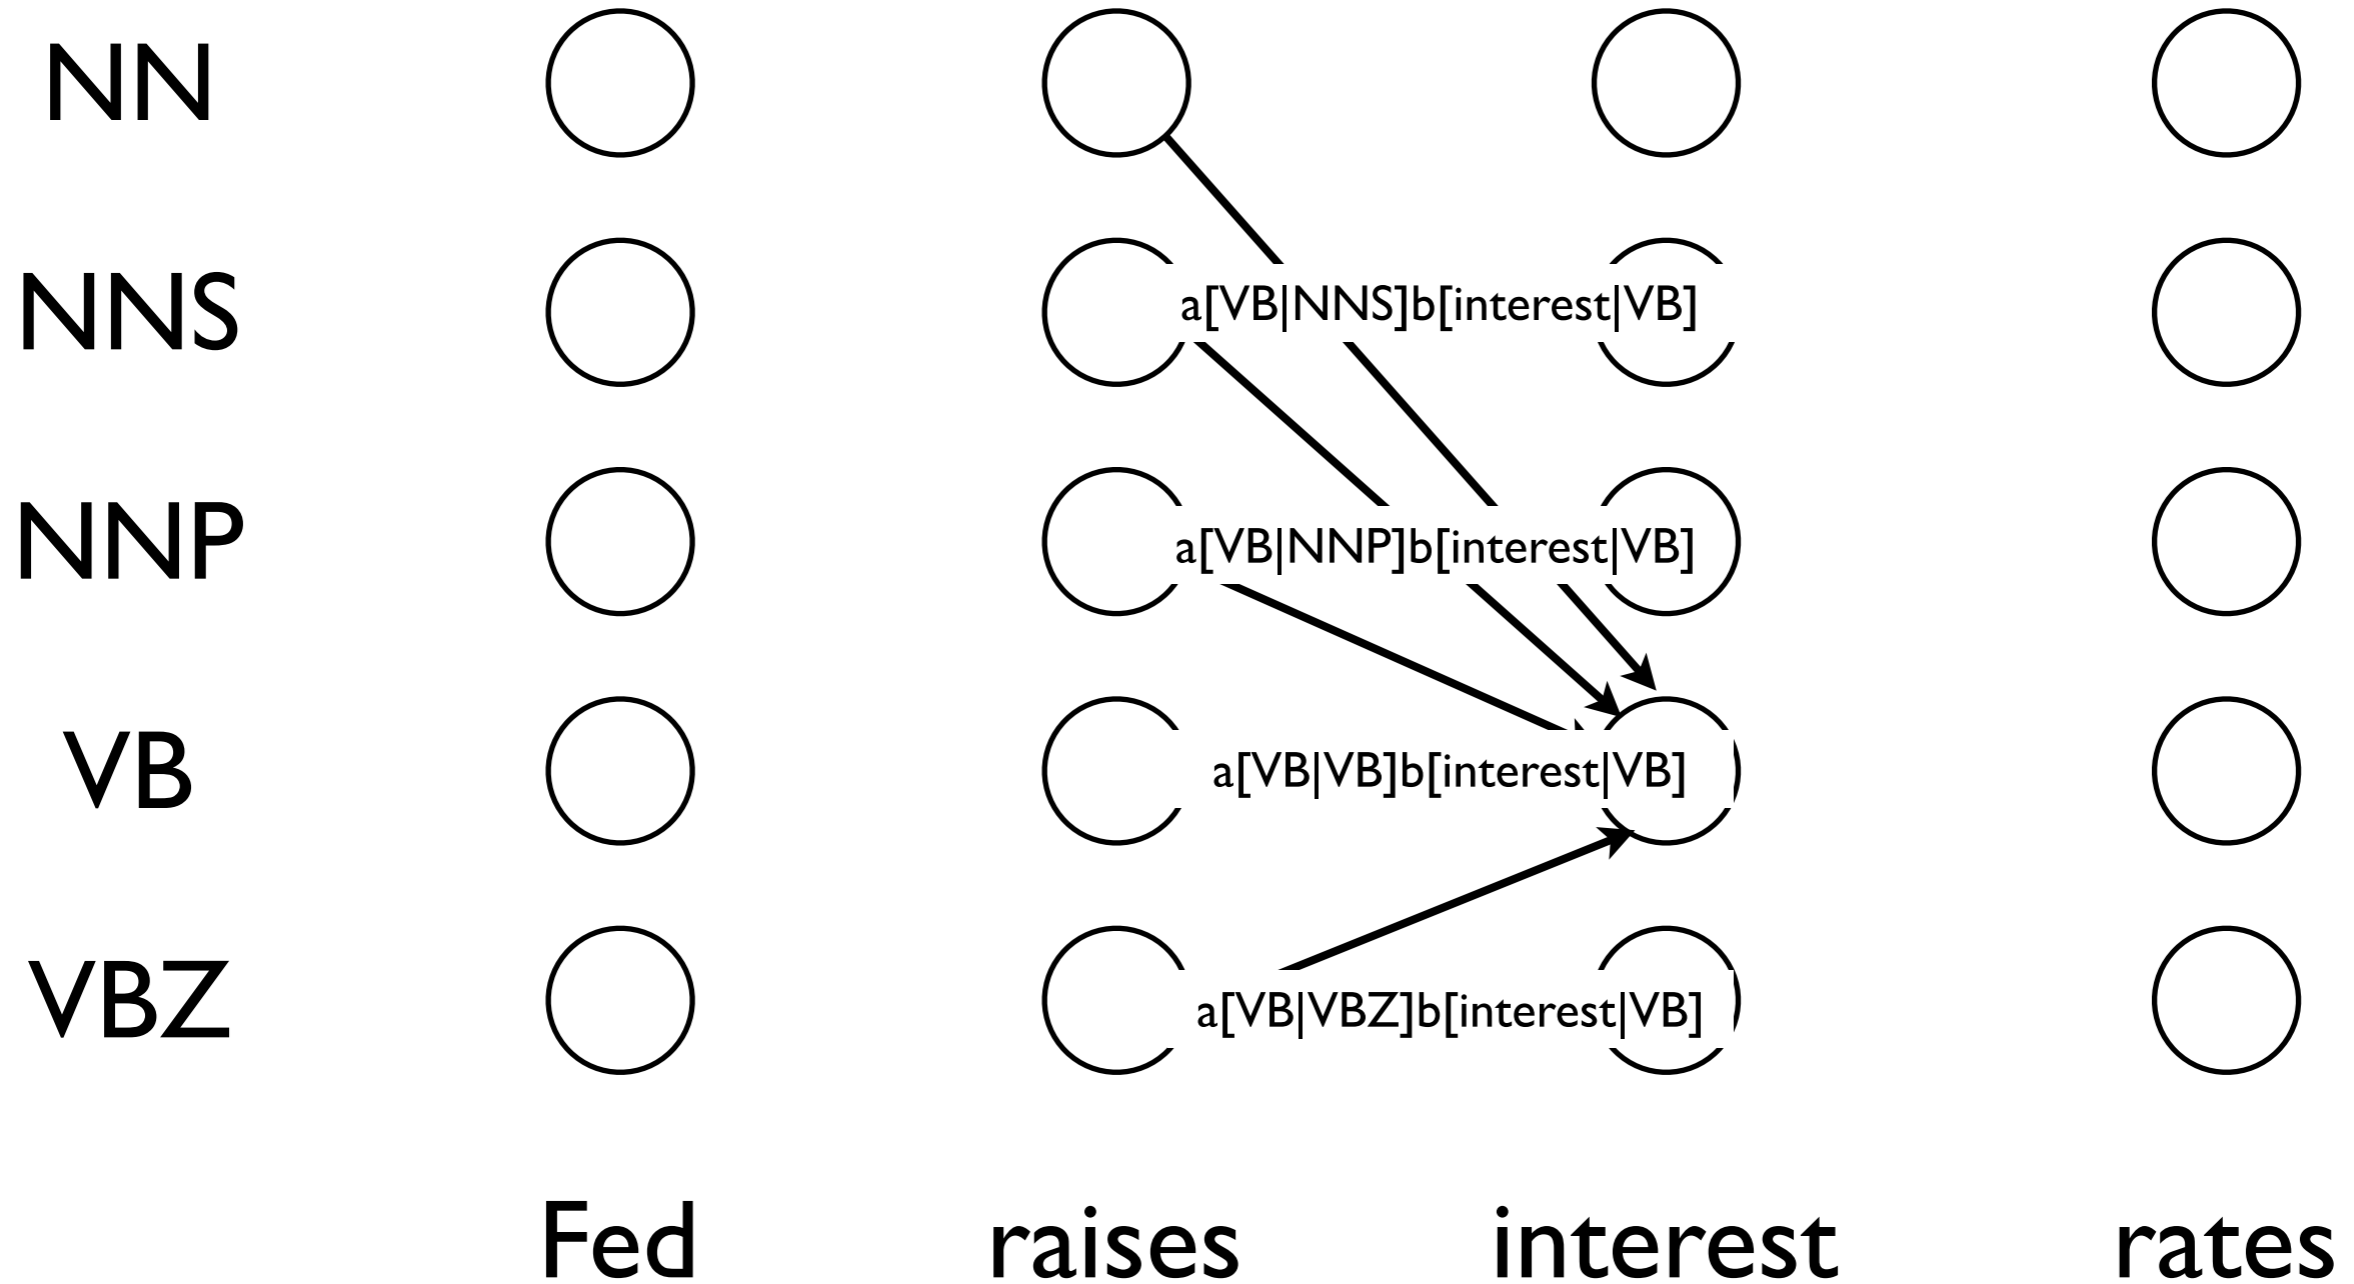 NN
NNS
a[VB|NNS]b[interest|VB]
NNP
a[VB|NNP]b[interest|VB]
VB
a[VB|VB]b[interest|VB]
VBZ
a[VB|VBZ]b[interest|VB]
Fed raises interest rates